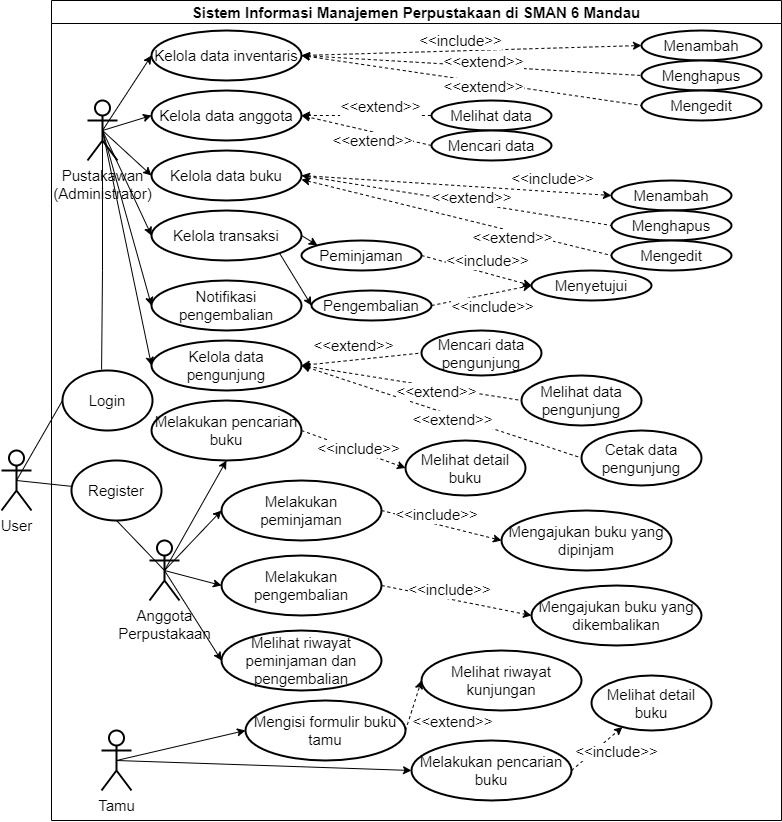 Sistem Informasi Manajemen Perpustakaan di SMAN 6 Mandau
Kelola data inventaris
<<include>>
Menambah
<<extend>>
Menghapus
<<extend>>
Mengedit
Kelola data anggota
<<extend>>
Melihat data
<<extend>>
Mencari data
Pustakawan
(Administrator)
Kelola data buku
<<include>>
Menambah
<<extend>>
Menghapus
<<extend>>
Mengedit
Kelola transaksi
Peminjaman
<<include>>
Menyetujui
Pengembalian
<<include>>
Notifikasi
pengembalian
Kelola data
pengunjung
<<extend>>
Mencari data
pengunjung
<<extend>>
Melihat data
pengunjung
<<extend>>
Cetak data
pengunjung
Login
Melakukan pencarian
buku
<<include>>
Melihat detail
buku
User
Register
Melakukan
peminjaman
<<include>>
Mengajukan buku yang
dipinjam
Anggota
Perpustakaan
Melakukan
pengembalian
<<include>>
Mengajukan buku yang
dikembalikan
Melihat riwayat
peminjaman dan
pengembalian
Melihat riwayat
kunjungan
Mengisi formulir buku
tamu
<<extend>>
Melihat detail
buku
Tamu
Melakukan pencarian
buku
<<include>>